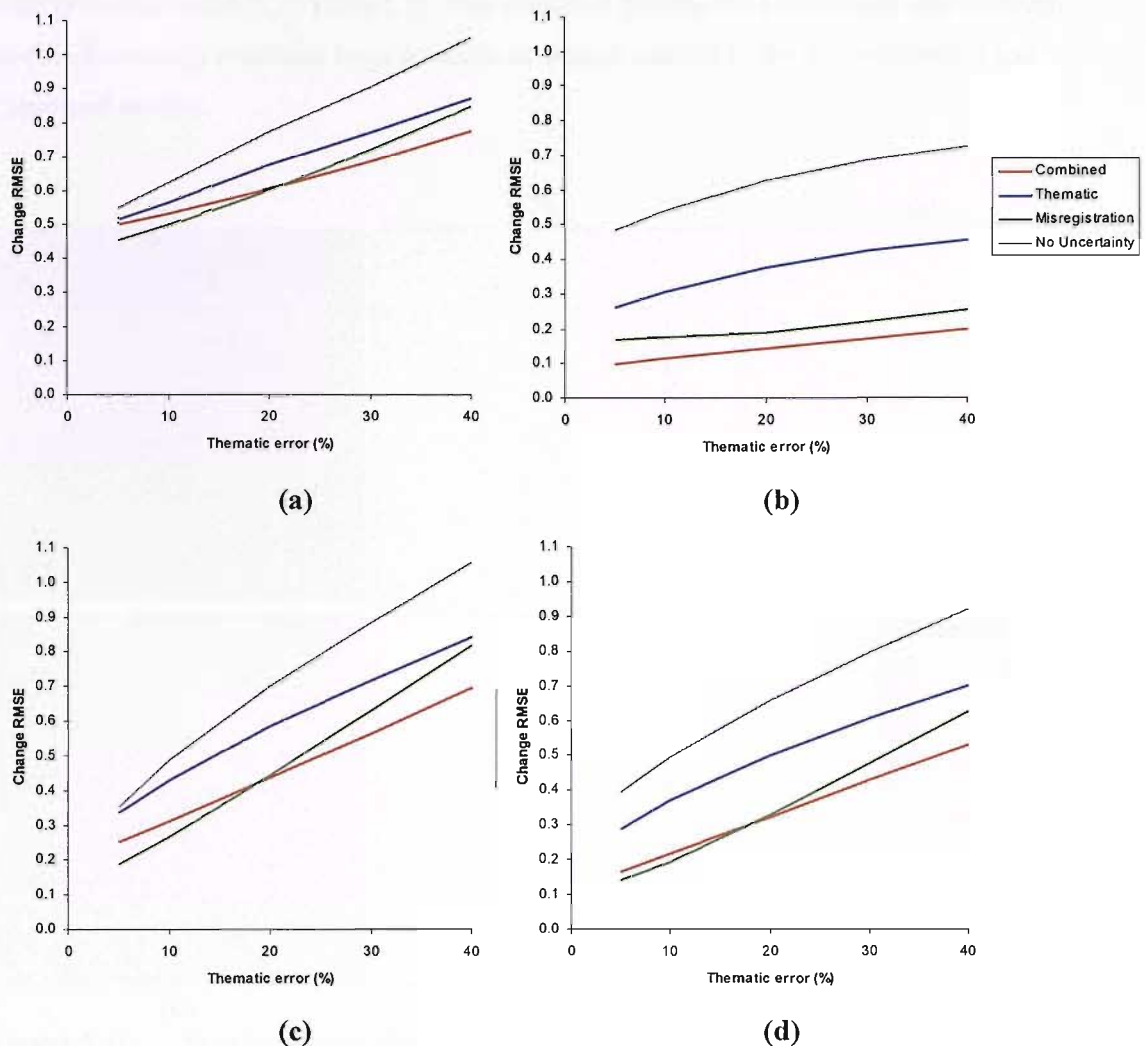 1.1
1.0
0.9
0.8
0.7
0.6
0.5
0.4
0.3
0.2
0.1
0.0
Change RMSE
0 10 20 30 40
Thematic error (%)
(a)
1.1
1.0
0.9
0.8
0.7
0.6
0.5
0.4
0.3
0.2
0.1
0.0
Change RMSE
0 10 20 30 40
Thematic error (%)
(b)
Combined
Thematic
Misregistration
No Uncertainty
1.1
1.0
0.9
0.8
0.7
0.6
0.5
0.4
0.3
0.2
0.1
0.0
Change RMSE
0 10 20 30 40
Thematic error (%)
(c)
1.1
1.0
0.9
0.8
0.7
0.6
0.5
0.4
0.3
0.2
0.1
0.0
Change RMSE
0 10 20 30 40
Thematic error (%)
(d)